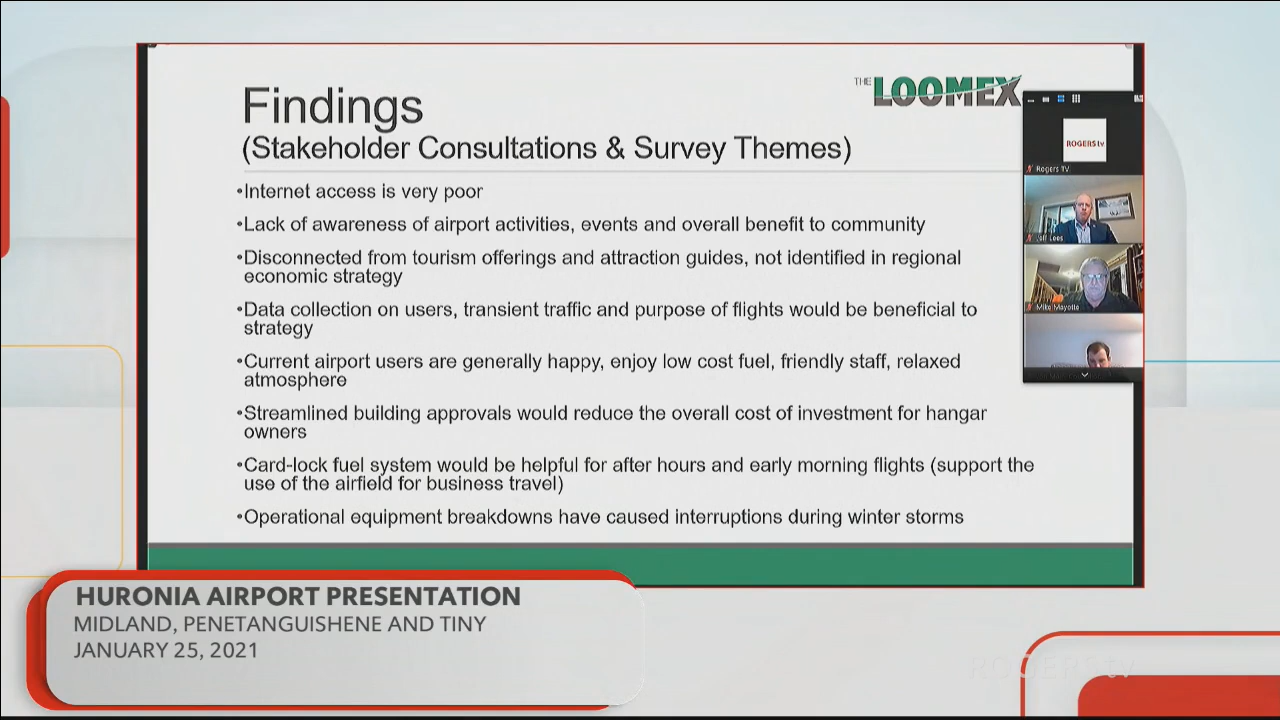 Findings
THE LOOMEX
(Stakeholder Consultations & Survey Themes)
•Internet access is very poor
•Lack of awareness of airport activities, events and overall benefit to community
•Disconnected from tourism offerings and attraction guides, not identified in regional
economic strategy
•Data collection on users, transient traffic and purpose of flights would be beneficial to
strategy
•Current airport users are generally happy, enjoy low cost fuel, friendly staff, relaxed
atmosphere
•Streamlined building approvals would reduce the overall cost of investment for hangar
owners
•Card-lock fuel system would be helpful for after hours and early morning flights (support the
use of the airfield for business travel)
•Operational equipment breakdowns have caused interruptions during winter storms
ROGERS tv
Rogers TV
Jeff Lees
Mike Mayotte
HURONIA AIRPORT PRESENTATION
MIDLAND, PENETANGUISHENE AND TINY
JANUARY 25, 2021
ROGERS tv